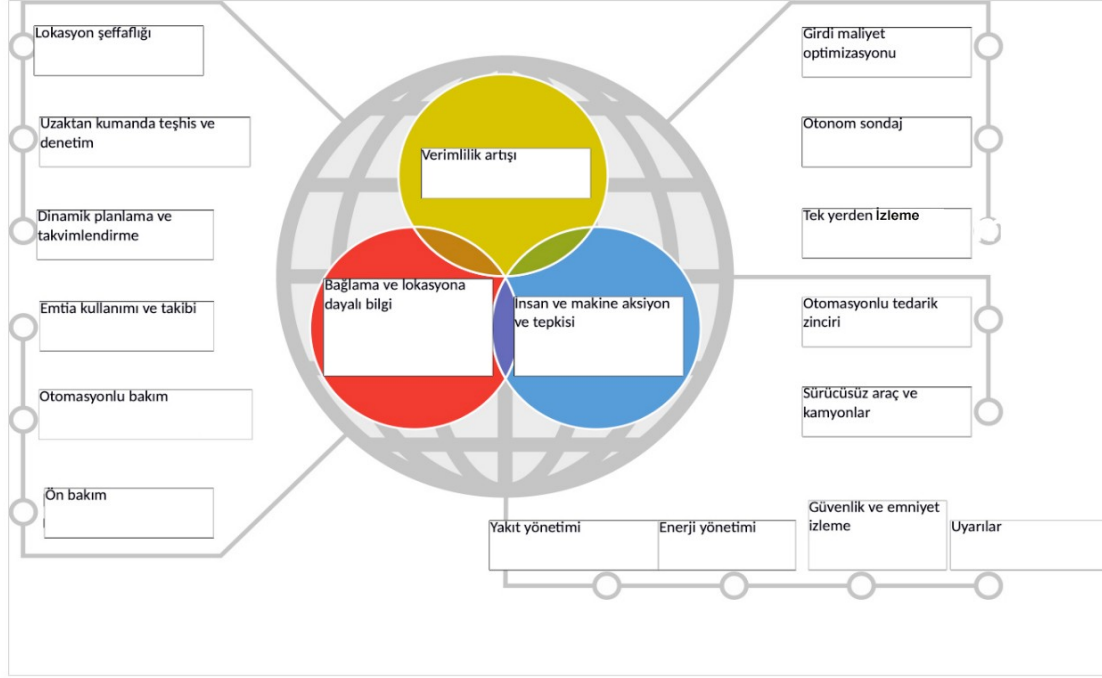 Lokasyon şeffaflığı
Uzaktan kumanda teşhis ve
denetim
Dinamik planlama ve
takvimlendirme
Emtia kullanımı ve takibi
Otomasyonlu bakım
Ön bakım
Verimlilik artışı
Bağlama ve lokasyona
dayalı bilgi
İnsan ve makine aksiyon
ve tepkisi
Girdi maliyet
optimizasyonu
Otonom sondaj
Tek yerden İzleme
Otomasyonlu tedarik
zinciri
Sürücüsüz araç ve
kamyonlar
Yakıt yönetimi
Enerji yönetimi
Güvenlik ve emniyet
izleme
Uyarılar